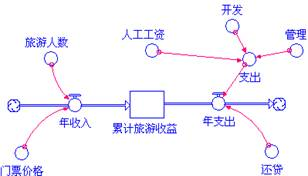 开发
旅游人数
人工工资
管理
支出
年收入
累计旅游收益
年支出
门票价格
还贷